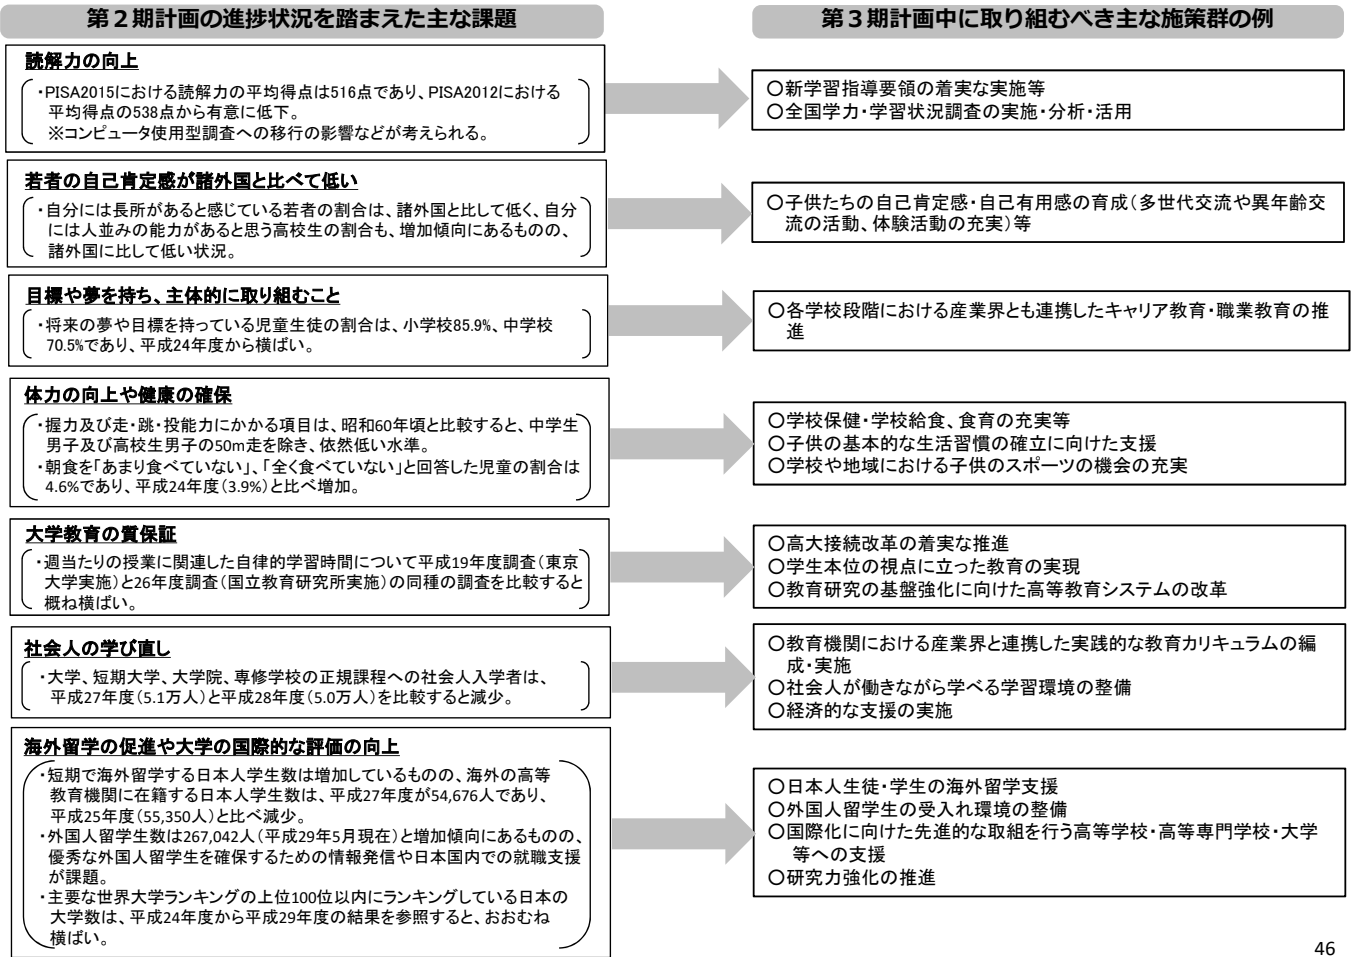 第２期計画の進捗状況を踏まえた主な課題
第３期計画中に取り組むべき主な施策群の例
読解力の向上
・PISA2015における読解力の平均得点は516点であり、PISA2012における
平均得点の538点から有意に低下。
※コンピュータ使用型調査への移行の影響などが考えられる。
〇新学習指導要領の着実な実施等
〇全国学力・学習状況調査の実施・分析・活用
若者の自己肯定感が諸外国と比べて低い
・自分には長所があると感じている若者の割合は、諸外国と比して低く、自分
には人並みの能力があると思う高校生の割合も、増加傾向にあるものの、
諸外国に比して低い状況。
〇子供たちの自己肯定感・自己有用感の育成（多世代交流や異年齢交
流の活動、体験活動の充実）等
目標や夢を持ち、主体的に取り組むこと
・将来の夢や目標を持っている児童生徒の割合は、小学校85.9%、中学校
70.5%であり、平成24年度から横ばい。
〇各学校段階における産業界とも連携したキャリア教育・職業教育の推
進
体力の向上や健康の確保
・握力及び走・跳・投能力にかかる項目は、昭和60年頃と比較すると、中学生
男子及び高校生男子の50m走を除き、依然低い水準。
・朝食を「あまり食べていない」、「全く食べていない」と回答した児童の割合は
4.6%であり、平成24年度（3.9%）と比べ増加。
〇学校保健・学校給食、食育の充実等
〇子供の基本的な生活習慣の確立に向けた支援
〇学校や地域における子供のスポーツの機会の充実
大学教育の質保証
・週当たりの授業に関連した自律的学習時間について平成19年度調査（東京
大学実施）と26年度調査（国立教育研究所実施）の同種の調査を比較すると
概ね横ばい。
〇高大接続改革の着実な推進
〇学生本位の視点に立った教育の実現
〇教育研究の基盤強化に向けた高等教育システムの改革
社会人の学び直し
・大学、短期大学、大学院、専修学校の正規課程への社会人入学者は、
平成27年度（5.1万人）と平成28年度（5.0万人）を比較すると減少。
〇教育機関における産業界と連携した実践的な教育カリキュラムの編
成・実施
〇社会人が働きながら学べる学習環境の整備
〇経済的な支援の実施
海外留学の促進や大学の国際的な評価の向上
・短期で海外留学する日本人学生数は増加しているものの、海外の高等
教育機関に在籍する日本人学生数は、平成27年度が54,676人であり、
平成25年度（55,350人）と比べ減少。
・外国人留学生数は267,042人（平成29年5月現在）と増加傾向にあるものの、
優秀な外国人留学生を確保するための情報発信や日本国内での就職支援
が課題。
・主要な世界大学ランキングの上位100位以内にランキングしている日本の
大学数は、平成24年度から平成29年度の結果を参照すると、おおむね
横ばい。
〇日本人生徒・学生の海外留学支援
〇外国人留学生の受入れ環境の整備
〇国際化に向けた先進的な取組を行う高等学校・高等専門学校・大学
等への支援
〇研究力強化の推進
46